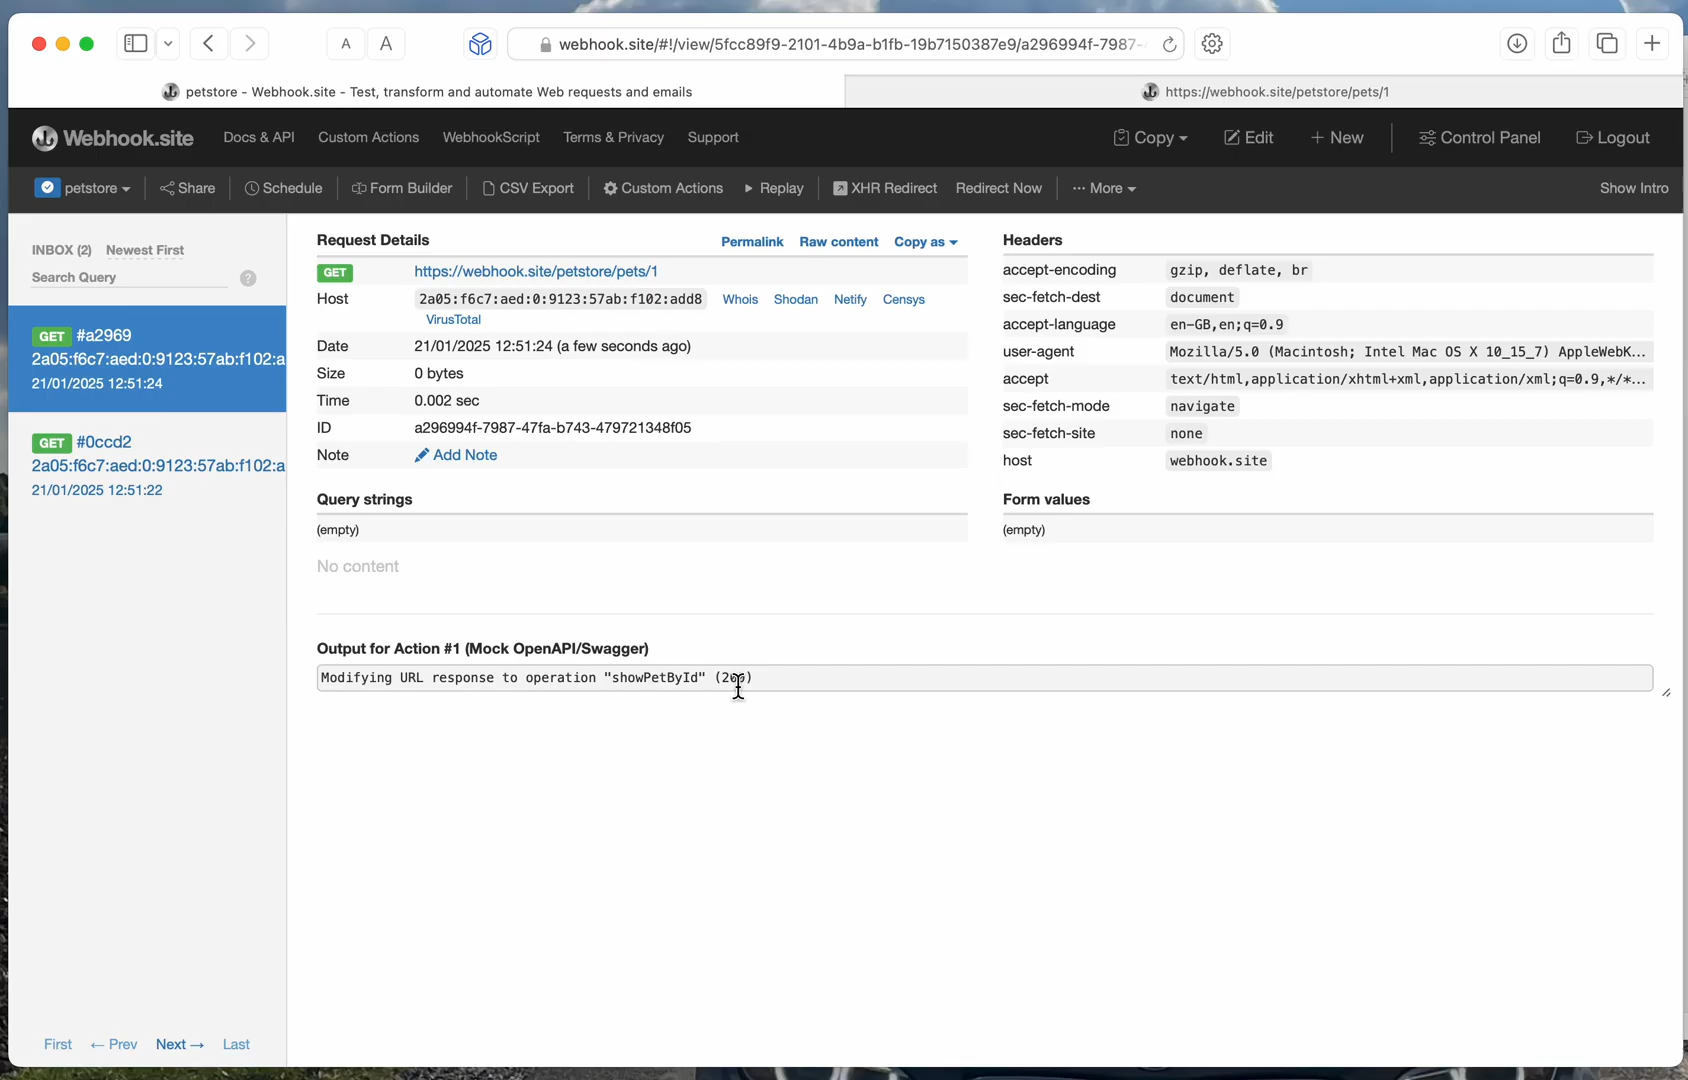 A A webhook.site/#!/view/5fcc89f9-2101-4b9a-b1fb-19b7150387e9/a296994f-7987-
petstore - Webhook.site - Test, transform and automate Web requests and emails https://webhook.site/petstore/pets/1
Webhook.site Docs & API Custom Actions WebhookScript Terms & Privacy Support Copy Edit New Control Panel Logout
petstore Share Schedule Form Builder CSV Export Custom Actions Replay XHR Redirect Redirect Now ··· More Show Intro
INBOX (2) Newest First
Search Query ?
GET #a2969
2a05:f6c7:aed:0:9123:57ab:f102:a
21/01/2025 12:51:24
GET #0ccd2
2a05:f6c7:aed:0:9123:57ab:f102:a
21/01/2025 12:51:22
First ← Prev Next → Last
Request Details Permalink Raw content Copy as
GET https://webhook.site/petstore/pets/1
Host 2a05:f6c7:aed:0:9123:57ab:f102:add8 Whois Shodan Netify Censys
VirusTotal
Date 21/01/2025 12:51:24 (a few seconds ago)
Size 0 bytes
Time 0.002 sec
ID a296994f-7987-47fa-b743-479721348f05
Note Add Note
Query strings
(empty)
No content
Headers
accept-encoding gzip, deflate, br
sec-fetch-dest document
accept-language en-GB,en;q=0.9
user-agent Mozilla/5.0 (Macintosh; Intel Mac OS X 10_15_7) AppleWebK...
accept text/html,application/xhtml+xml,application/xml;q=0.9,*/*...
sec-fetch-mode navigate
sec-fetch-site none
host webhook.site
Form values
(empty)
Output for Action #1 (Mock OpenAPI/Swagger)
Modifying URL response to operation "showPetById"